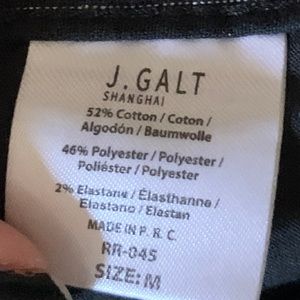 J. GALT
SHANGHAI
52% Cotton / Coton /
Algodón / Baumwolle
46% Polyester / Polyester /
Poliéster / Polyester
2% Elastane / Élasthanne /
Elastano / Elastan
MADE IN P. R. C.
RR-045
SIZE: M